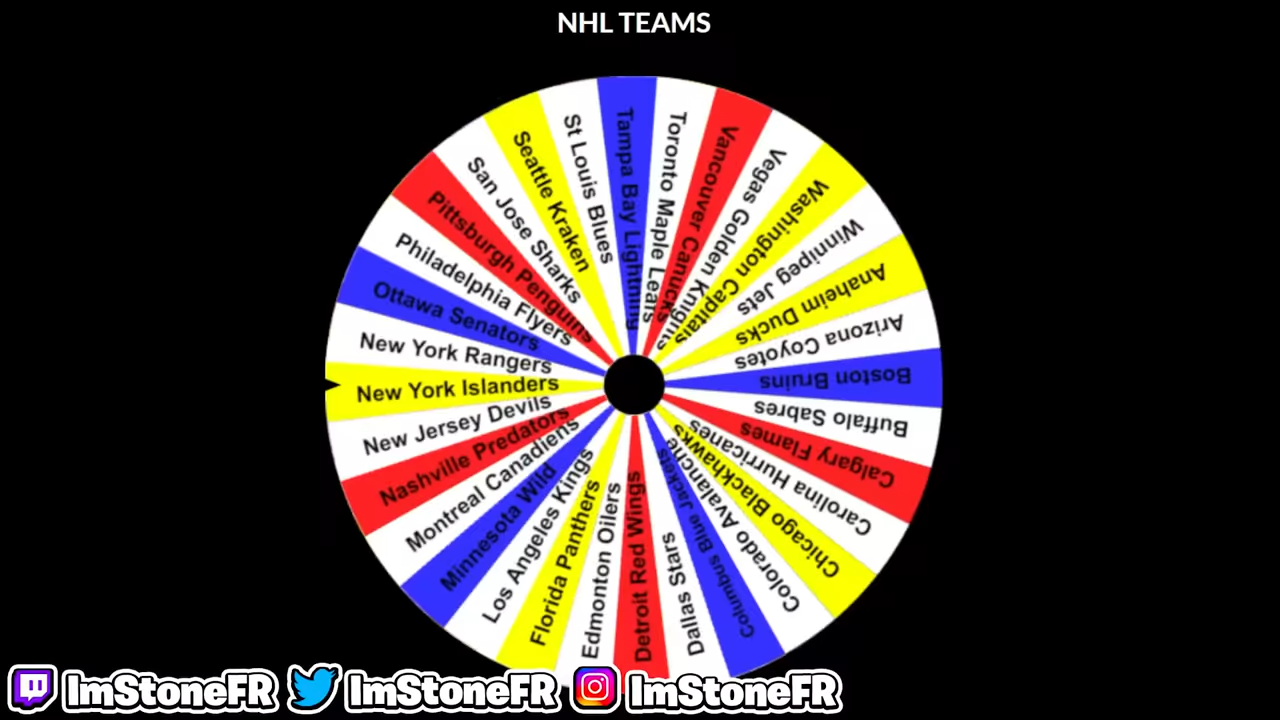 NHL TEAMS
Tampa Bay Lightning
Toronto Maple Leafs
Vancouver Canucks
Vegas Golden Knights
Washington Capitals
Winnipeg Jets
Anaheim Ducks
Arizona Coyotes
Boston Bruins
Buffalo Sabres
Calgary Flames
Carolina Hurricanes
Chicago Blackhawks
Colorado Avalanche
Columbus Blue Jackets
Dallas Stars
Detroit Red Wings
Edmonton Oilers
Florida Panthers
Los Angeles Kings
Minnesota Wild
Montreal Canadiens
Nashville Predators
New Jersey Devils
New York Islanders
New York Rangers
Ottawa Senators
Philadelphia Flyers
Pittsburgh Penguins
San Jose Sharks
Seattle Kraken
St Louis Blues
ImStoneFR ImStoneFR ImStoneFR